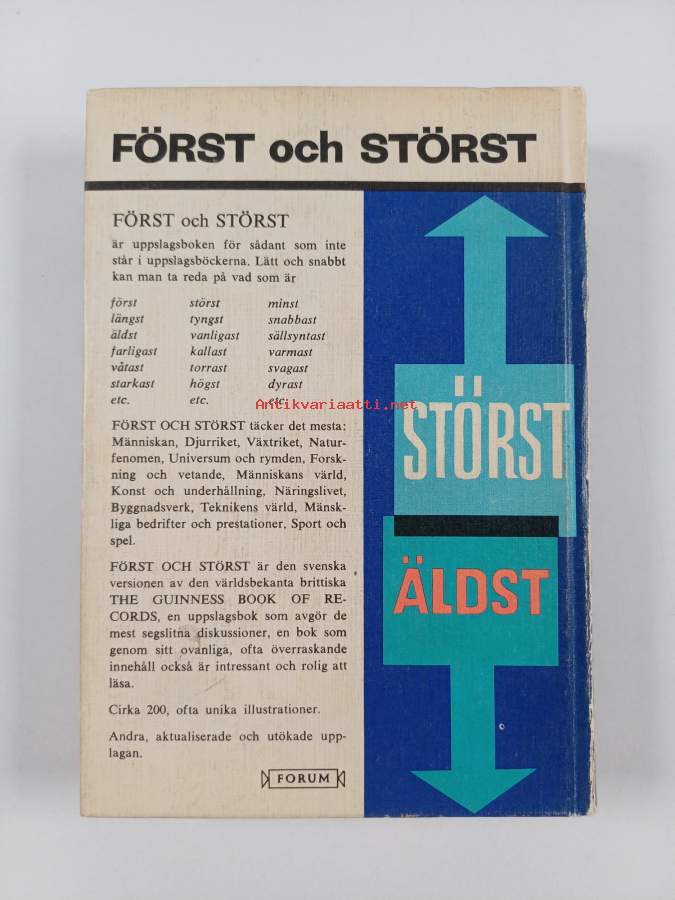 FÖRST och STÖRST
FÖRST och STÖRST
är uppslagsboken för sådant som inte
står i uppslagsböckerna. Lätt och snabbt
kan man ta reda på vad som är
först störst minst
längst tyngst snabbast
äldst vanligast sällsyntast
farligast kallast varmast
våtast torrast svagast
starkast högst dyrast
etc. etc. etc.
Antikvariaatti.net
FÖRST OCH STÖRST täcker det mesta:
Människan, Djurriket, Växtriket, Natur-
fenomen, Universum och rymden, Forsk-
ning och vetande, Människans värld,
Konst och underhållning, Näringslivet,
Byggnadsverk, Teknikens värld, Mänsk-
liga bedrifter och prestationer, Sport och
spel.
FÖRST OCH STÖRST är den svenska
versionen av den världsbekanta brittiska
THE GUINNESS BOOK OF RE-
CORDS, en uppslagsbok som avgör de
mest segslitna diskussioner, en bok som
genom sitt ovanliga, ofta överraskande
innehåll också är intressant och rolig att
läsa.
Cirka 200, ofta unika illustrationer.
Andra, aktualiserade och utökade upp-
lagan.
FORUM
STÖRST
ÄLDST